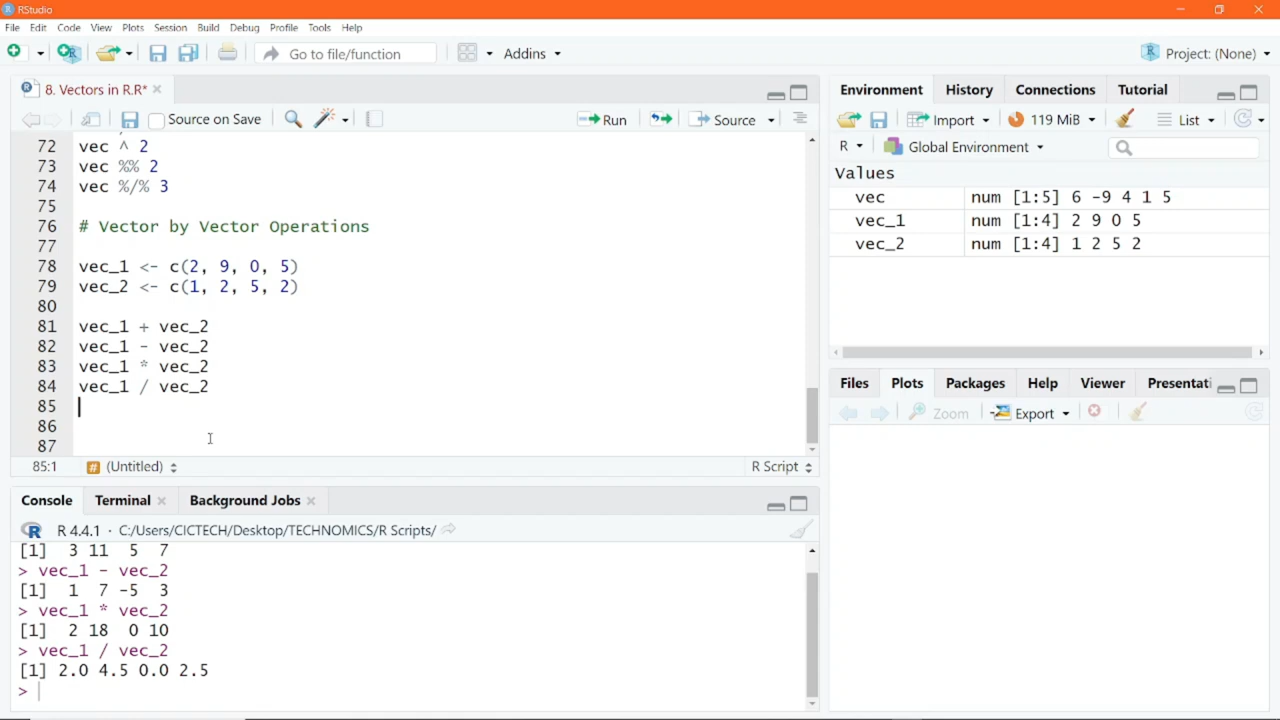 RStudio
File Edit Code View Plots Session Build Debug Profile Tools Help
Go to file/function Addins Project: (None)
8. Vectors in R.R*
Source on Save Run Source
72 vec ^ 2
73 vec %% 2
74 vec %/% 3
75
76 # Vector by Vector Operations
77
78 vec_1 <- c(2, 9, 0, 5)
79 vec_2 <- c(1, 2, 5, 2)
80
81 vec_1 + vec_2
82 vec_1 - vec_2
83 vec_1 * vec_2
84 vec_1 / vec_2
85
86
87
85:1 # (Untitled) R Script
Console Terminal Background Jobs
R 4.4.1 · C:/Users/CICTECH/Desktop/TECHNOMICS/R Scripts/
[1] 3 11 5 7
> vec_1 - vec_2
[1] 1 7 -5 3
> vec_1 * vec_2
[1] 2 18 0 10
> vec_1 / vec_2
[1] 2.0 4.5 0.0 2.5
>
Environment History Connections Tutorial
Import 119 MiB List
R Global Environment
Values
vec num [1:5] 6 -9 4 1 5
vec_1 num [1:4] 2 9 0 5
vec_2 num [1:4] 1 2 5 2
Files Plots Packages Help Viewer Presentati
Zoom Export